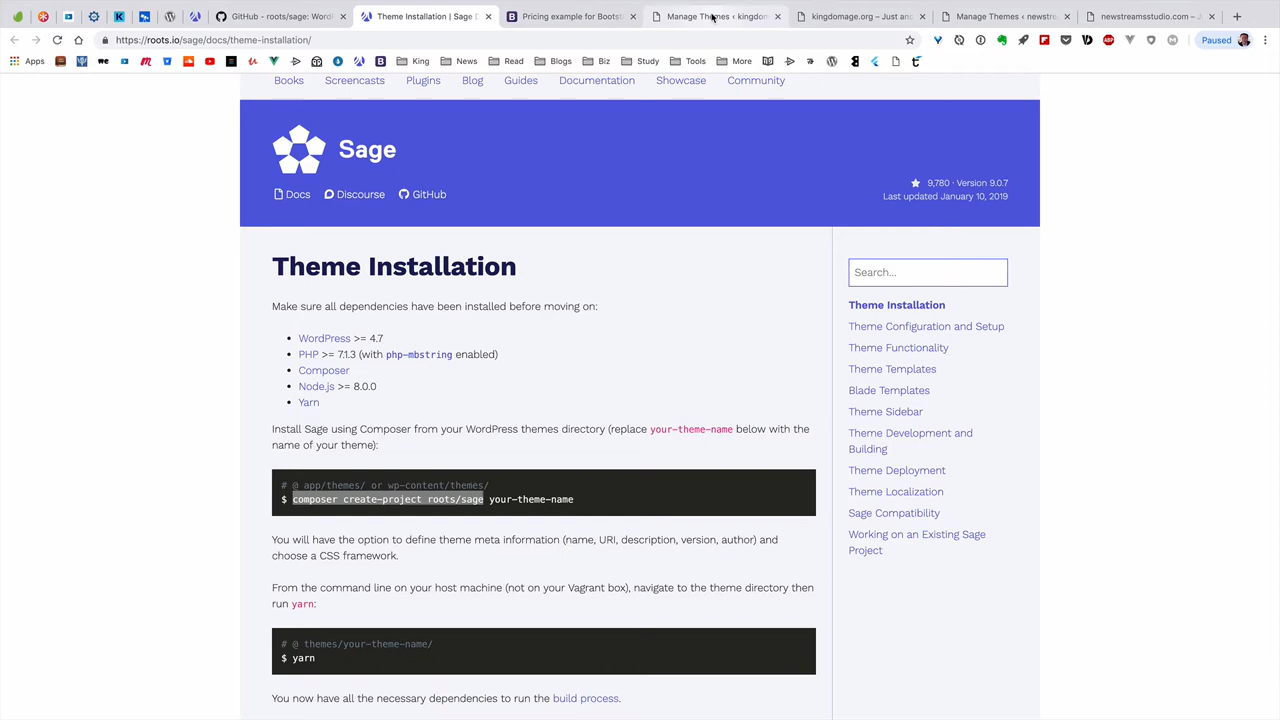 GitHub - roots/sage: WordP
Theme Installation | Sage D
Pricing example for Bootst
Manage Themes ‹ kingdon
kingdomage.org – Just ano
Manage Themes ‹ newstre
newstreamsstudio.com – J
https://roots.io/sage/docs/theme-installation/
Paused
Apps
King
News
Read
Blogs
Biz
Study
Tools
More
Books
Screencasts
Plugins
Blog
Guides
Documentation
Showcase
Community
Sage
Docs
Discourse
GitHub
9,780 · Version 9.0.7
Last updated January 10, 2019
Theme Installation
Make sure all dependencies have been installed before moving on:
• WordPress >= 4.7
• PHP >= 7.1.3 (with php-mbstring enabled)
• Composer
• Node.js >= 8.0.0
• Yarn
Install Sage using Composer from your WordPress themes directory (replace your-theme-name below with the
name of your theme):
# @ app/themes/ or wp-content/themes/
$ composer create-project roots/sage your-theme-name
You will have the option to define theme meta information (name, URI, description, version, author) and
choose a CSS framework.
From the command line on your host machine (not on your Vagrant box), navigate to the theme directory then
run yarn:
# @ themes/your-theme-name/
$ yarn
You now have all the necessary dependencies to run the build process.
Search...
Theme Installation
Theme Configuration and Setup
Theme Functionality
Theme Templates
Blade Templates
Theme Sidebar
Theme Development and
Building
Theme Deployment
Theme Localization
Sage Compatibility
Working on an Existing Sage
Project